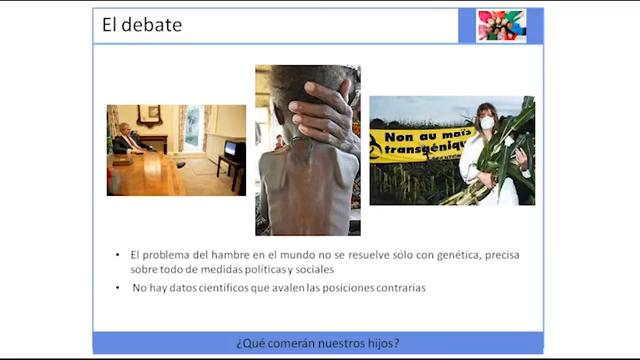 El debate
Non au maïs
transgéniqu
El problema del hambre en el mundo no se resuelve sólo con genética, precisa
sobre todo de medidas políticas y sociales
No hay datos científicos que avalen las posiciones contrarias
¿Qué comerán nuestros hijos?